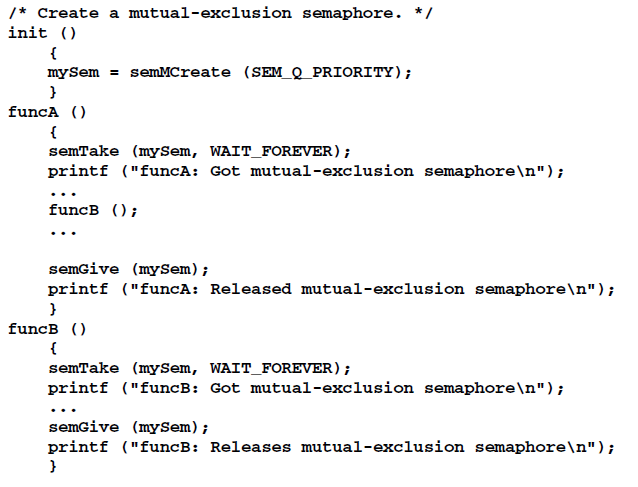 /* Create a mutual-exclusion semaphore. */
init ()
{
mySem = semMCreate (SEM_Q_PRIORITY);
}
funcA ()
{
semTake (mySem, WAIT_FOREVER);
printf ("funcA: Got mutual-exclusion semaphore\n");
...
funcB ();
...
semGive (mySem);
printf ("funcA: Released mutual-exclusion semaphore\n");
}
funcB ()
{
semTake (mySem, WAIT_FOREVER);
printf ("funcB: Got mutual-exclusion semaphore\n");
...
semGive (mySem);
printf ("funcB: Releases mutual-exclusion semaphore\n");
}